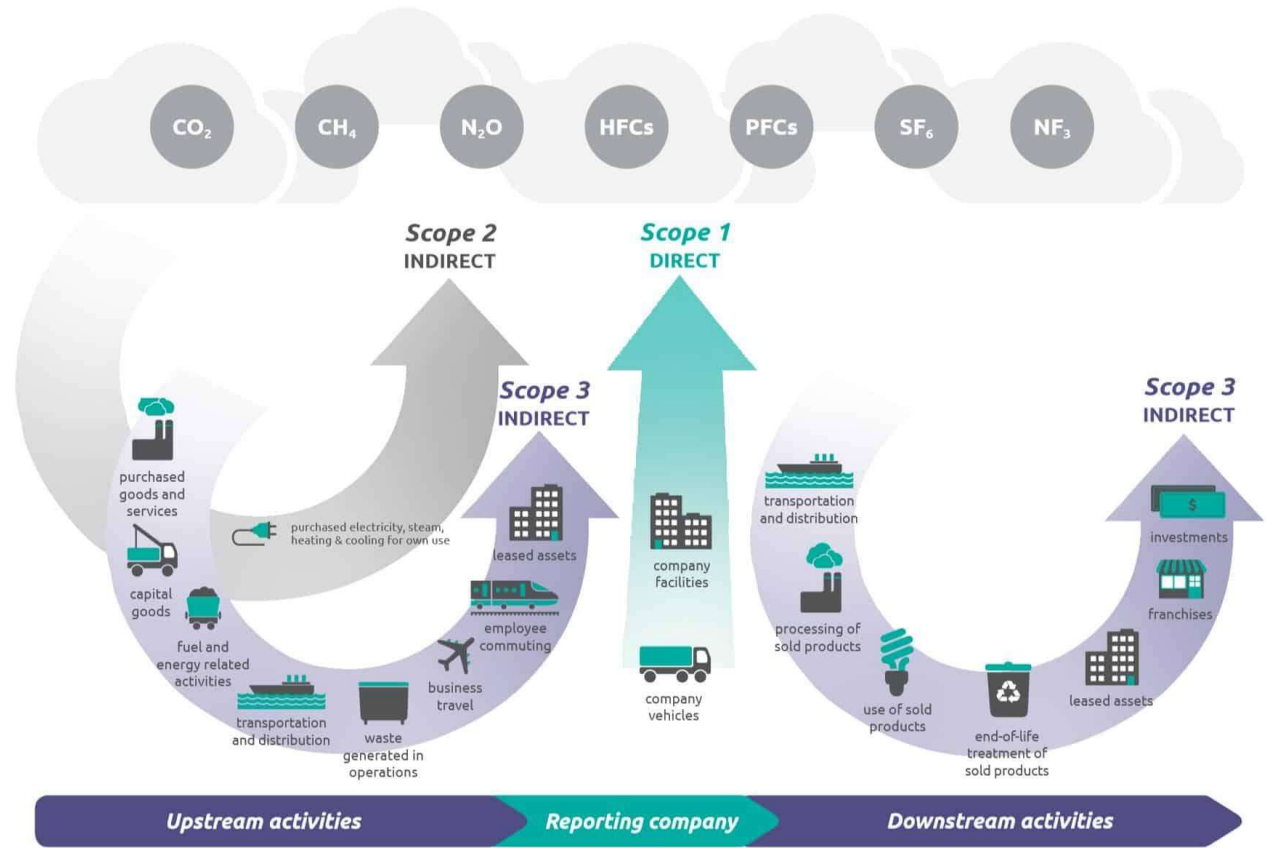 CO₂
CH₄
N₂O
HFCs
PFCs
SF₆
NF₃
Scope 2
INDIRECT
Scope 1
DIRECT
Scope 3
INDIRECT
Scope 3
INDIRECT
purchased
goods and
services
capital
goods
fuel and
energy related
activities
transportation
and distribution
waste
generated in
operations
business
travel
employee
commuting
leased assets
purchased electricity, steam,
heating & cooling for own use
company
facilities
company
vehicles
transportation
and distribution
processing of
sold products
use of sold
products
end-of-life
treatment of
sold products
leased assets
franchises
$
investments
Upstream activities
Reporting company
Downstream activities